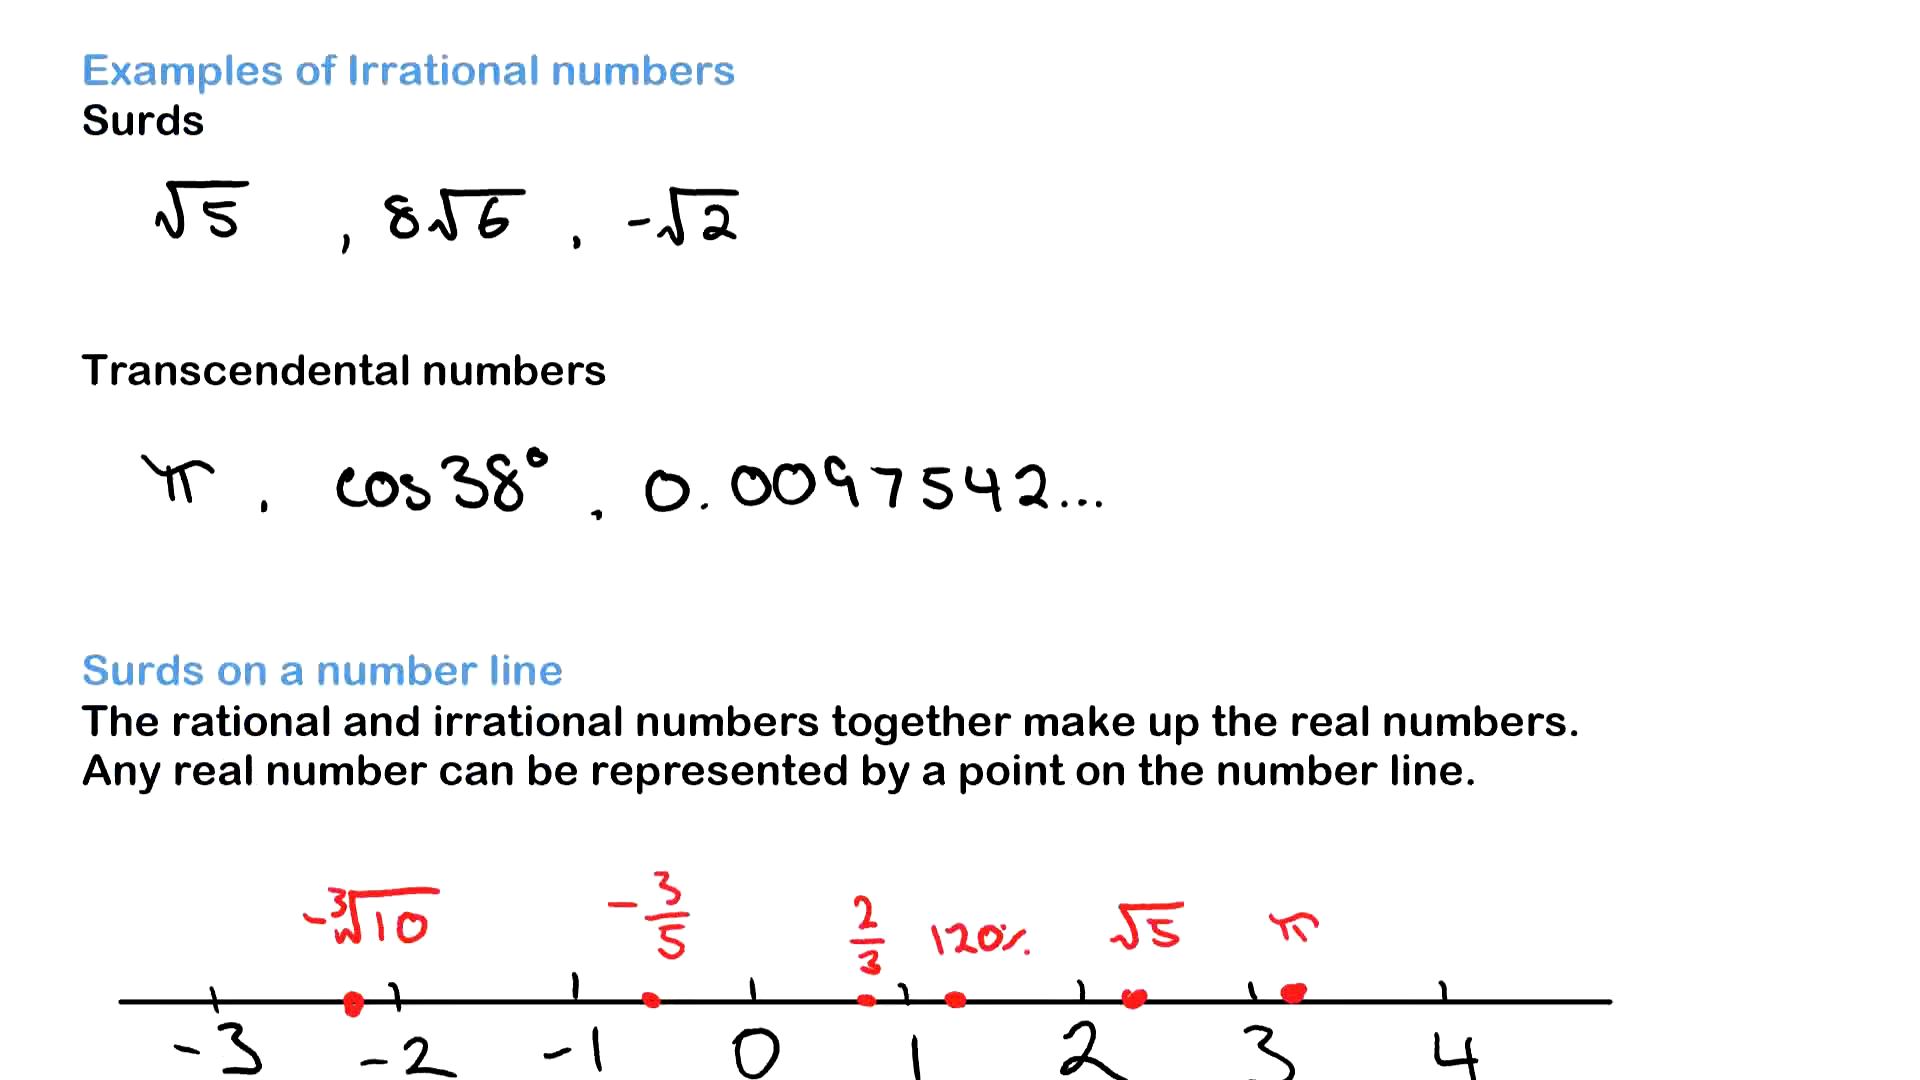 Examples of Irrational numbers
Surds
√5 , 8√6 , -√2
Transcendental numbers
π , cos38° , 0.0097542...
Surds on a number line
The rational and irrational numbers together make up the real numbers.
Any real number can be represented by a point on the number line.
-∛10 -3/5 2/3 120% √5 π
-3 -2 -1 0 1 2 3 4